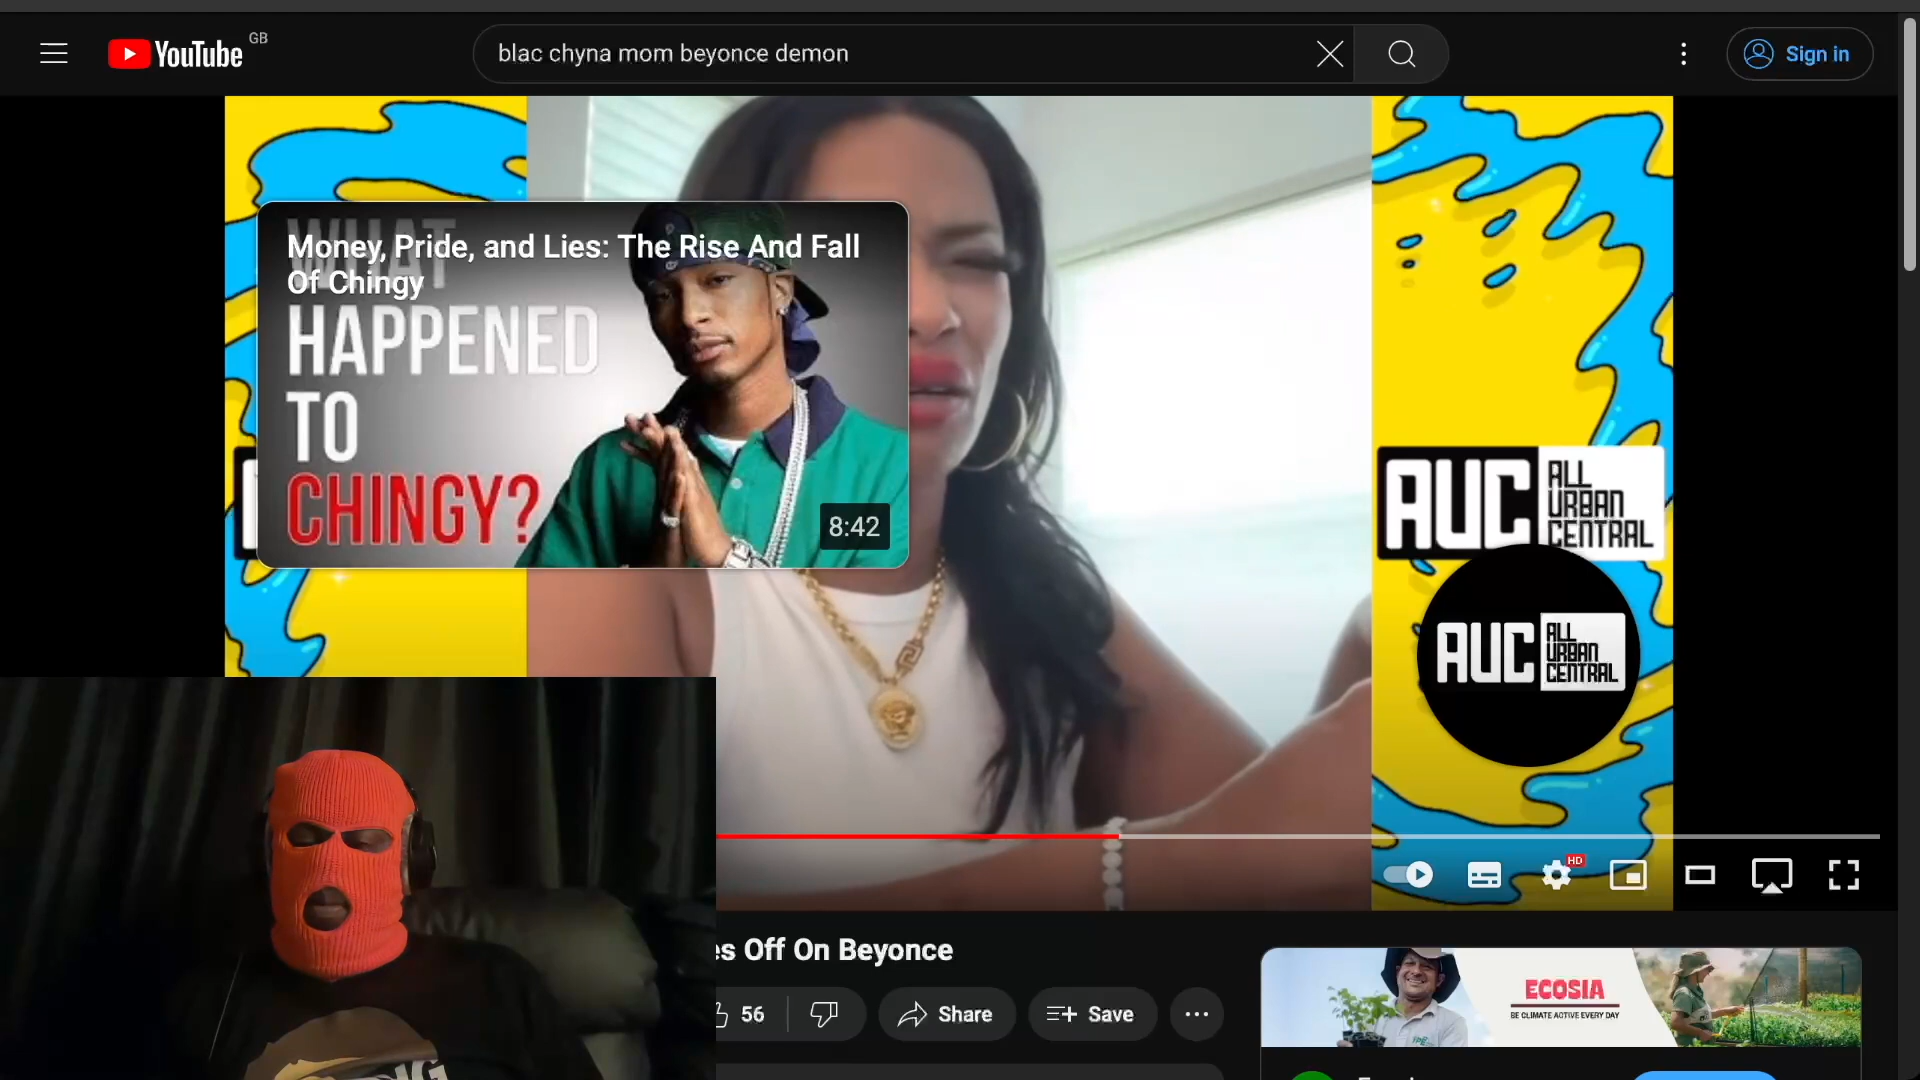 YouTube
GB
blac chyna mom beyonce demon
Sign in
WHAT
Money, Pride, and Lies: The Rise And Fall
Of Chingy
HAPPENED
TO
CHINGY?
8:42
AUC
ALL
URBAN
CENTRAL
AUC
ALL
URBAN
CENTRAL
HD
es Off On Beyonce
56
Share
Save
ECOSIA
BE CLIMATE ACTIVE EVERY DAY